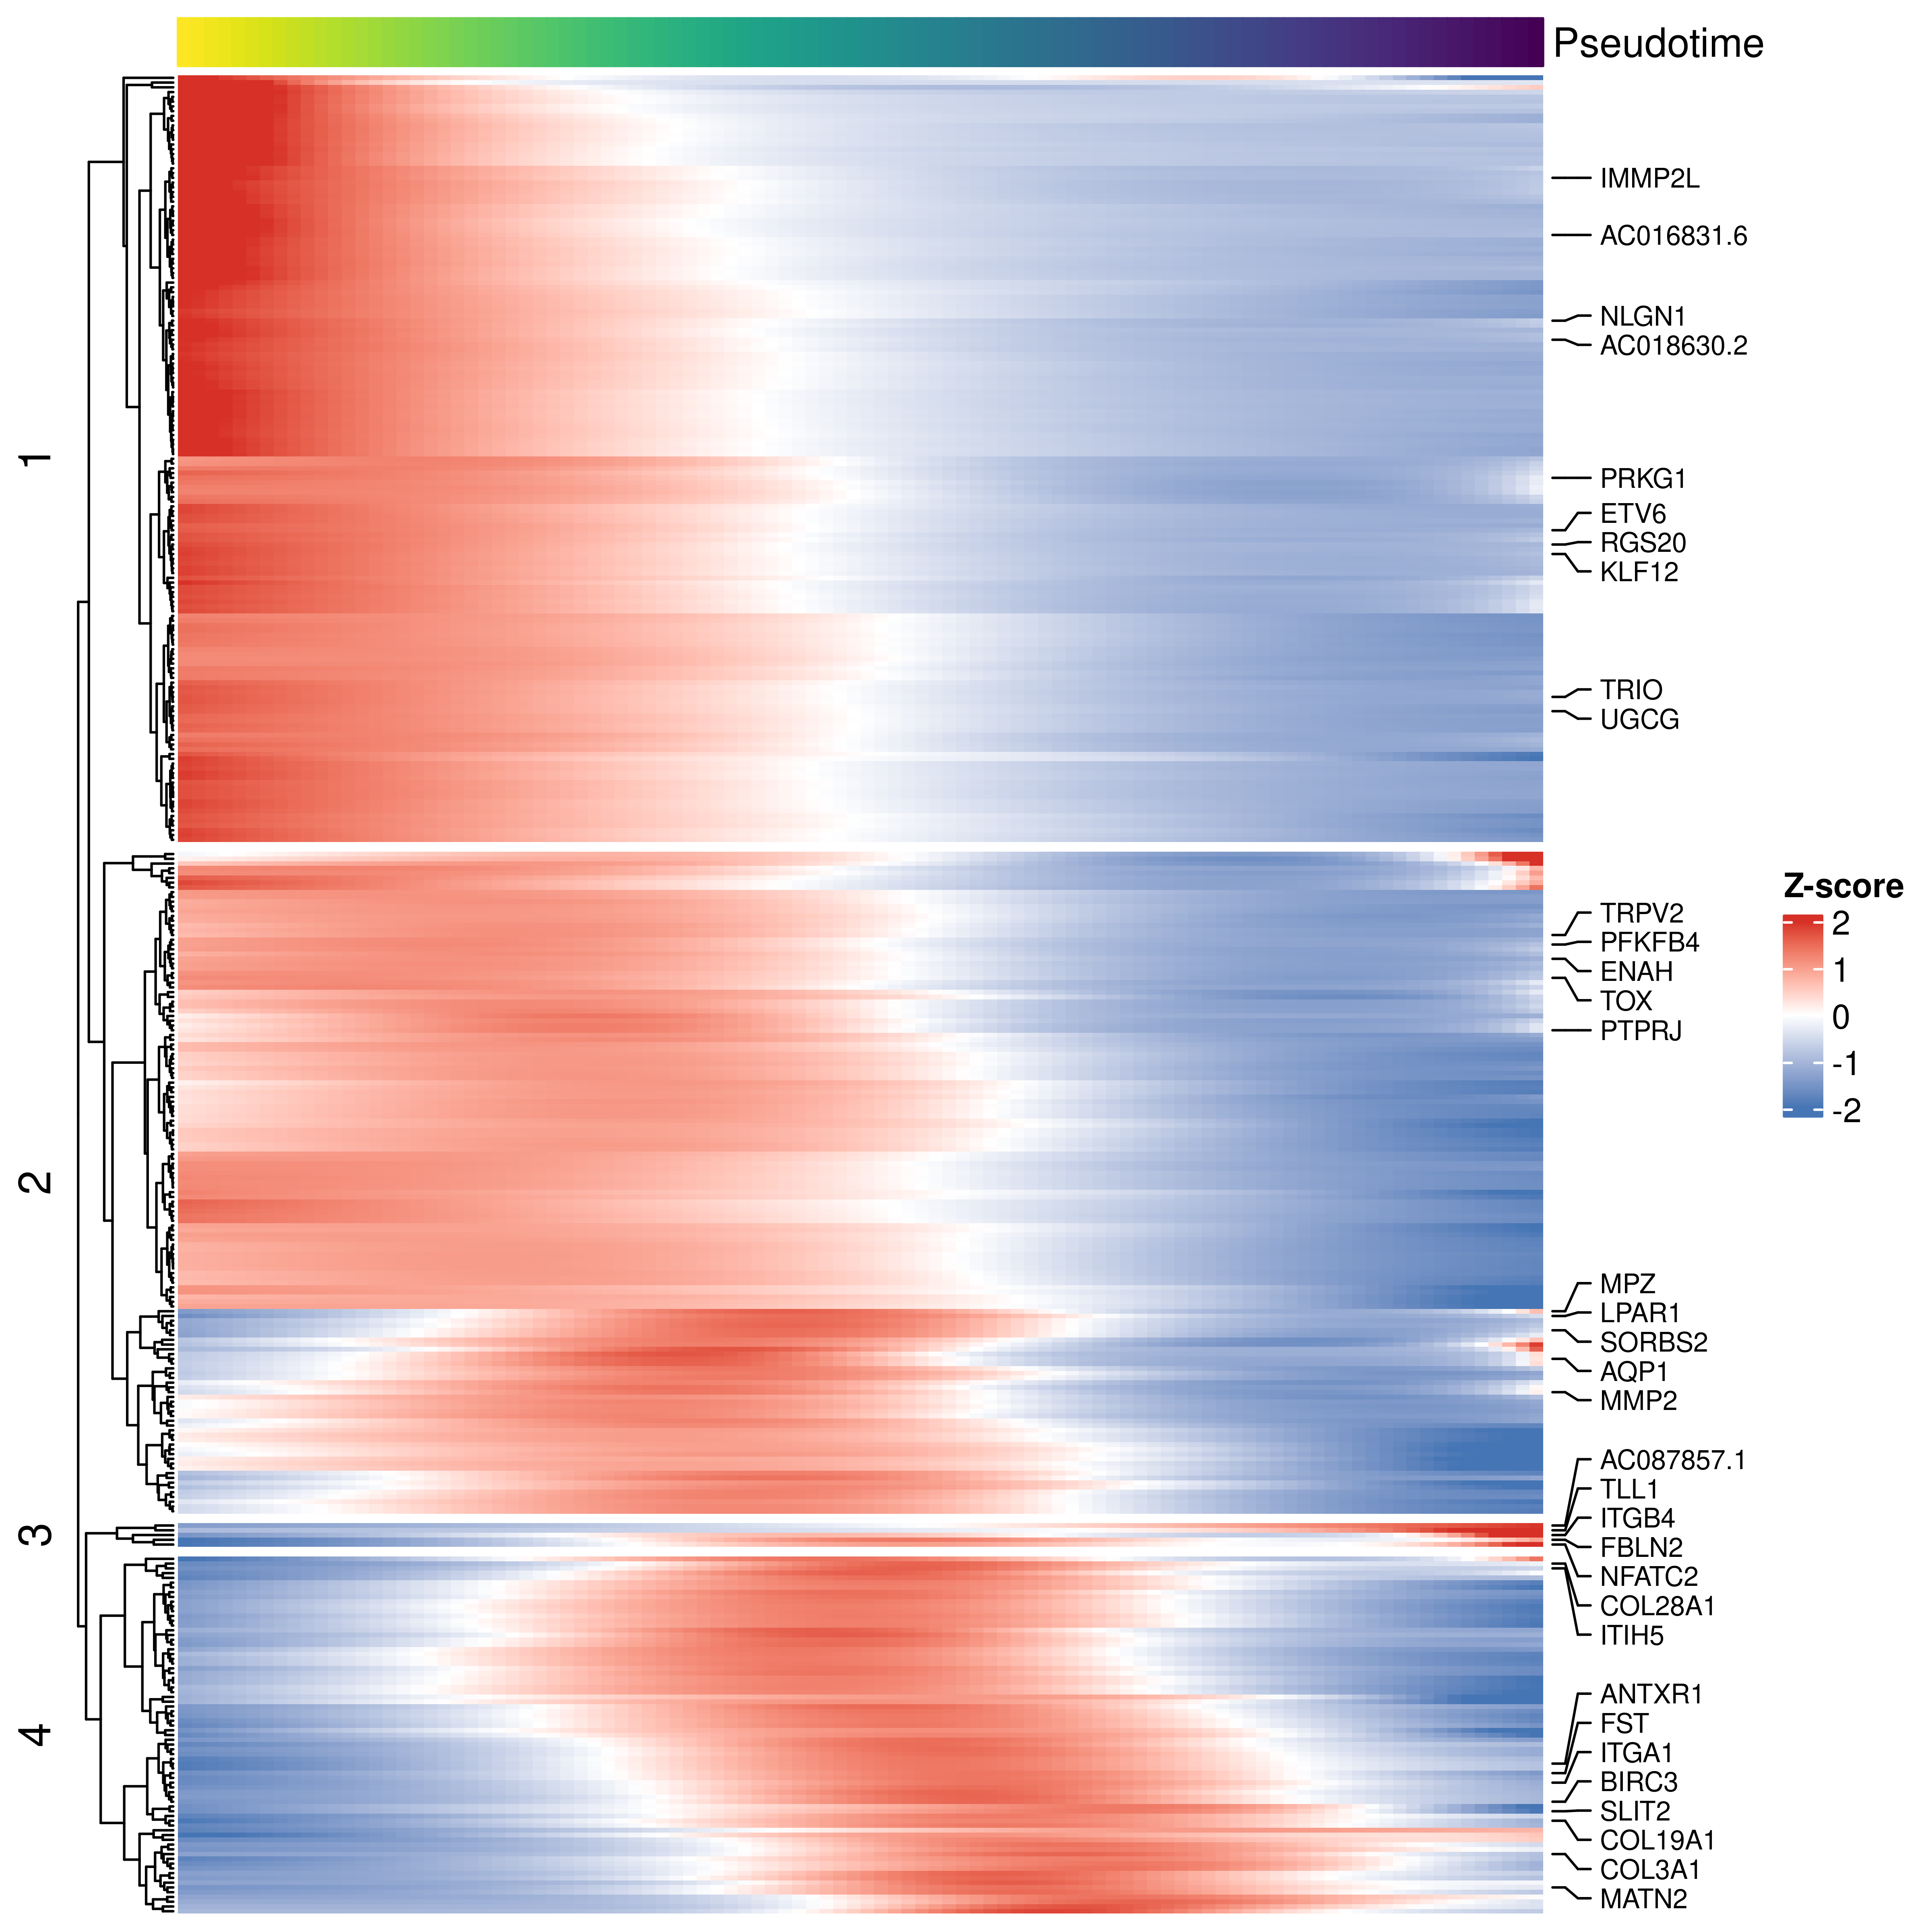 Pseudotime
1
IMMP2L
AC016831.6
NLGN1
AC018630.2
PRKG1
ETV6
RGS20
KLF12
TRIO
UGCG
2
TRPV2
PFKFB4
ENAH
TOX
PTPRJ
MPZ
LPAR1
SORBS2
AQP1
MMP2
3
AC087857.1
TLL1
ITGB4
FBLN2
NFATC2
COL28A1
ITIH5
4
ANTXR1
FST
ITGA1
BIRC3
SLIT2
COL19A1
COL3A1
MATN2
Z-score
2
1
0
-1
-2